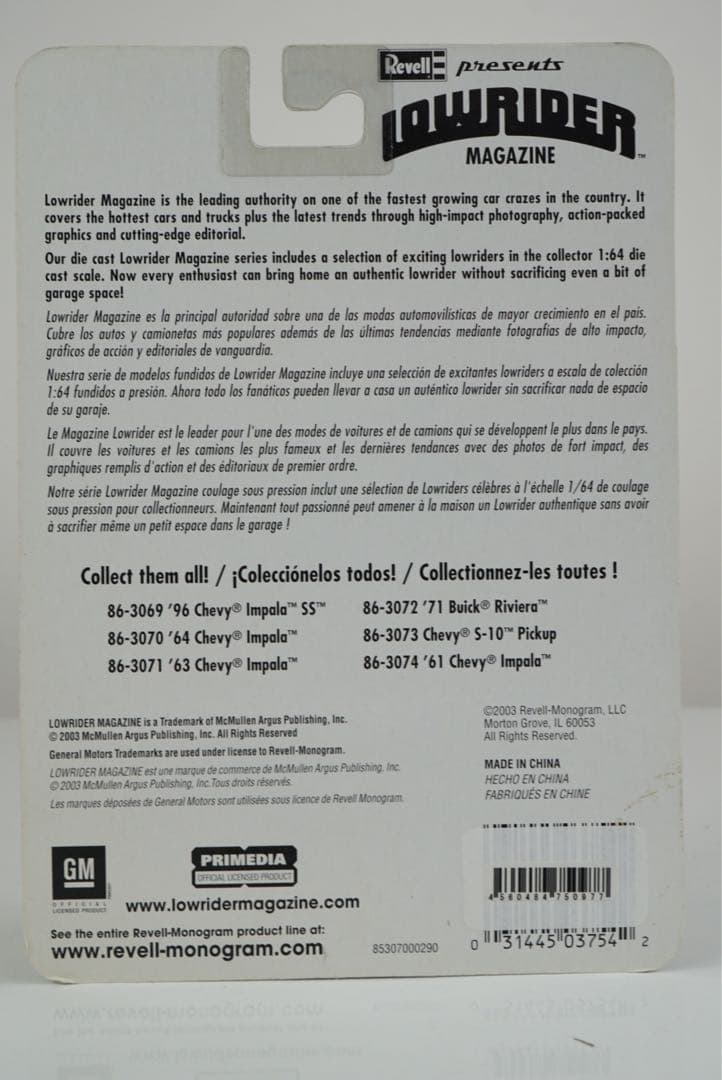 Revell presents
LOWRIDER™
MAGAZINE
Lowrider Magazine is the leading authority on one of the fastest growing car crazes in the country. It
covers the hottest cars and trucks plus the latest trends through high-impact photography, action-packed
graphics and cutting-edge editorial.
Our die cast Lowrider Magazine series includes a selection of exciting lowriders in the collector 1:64 die
cast scale. Now every enthusiast can bring home an authentic lowrider without sacrificing even a bit of
garage space!
Lowrider Magazine es la principal autoridad sobre una de las modas automovilísticas de mayor crecimiento en el país.
Cubre los autos y camionetas más populares además de las últimas tendencias mediante fotografías de alto impacto,
gráficos de acción y editoriales de vanguardia.
Nuestra serie de modelos fundidos de Lowrider Magazine incluye una selección de excitantes lowriders a escala de colección
1:64 fundidos a presión. Ahora todo los fanáticos pueden llevar a casa un auténtico lowrider sin sacrificar nada de espacio
de su garaje.
Le Magazine Lowrider est le leader pour l'une des modes de voitures et de camions qui se développent le plus dans le pays.
Il couvre les voitures et les camions les plus fameux et les dernières tendances avec des photos de fort impact, des
graphiques remplis d'action et des éditoriaux de premier ordre.
Notre série Lowrider Magazine coulage sous pression inclut une sélection de Lowriders célèbres à l'échelle 1/64 de coulage
sous pression pour collectionneurs. Maintenant tout passionné peut amener à la maison un Lowrider authentique sans avoir
à sacrifier même un petit espace dans le garage !
Collect them all! / ¡Colecciónelos todos! / Collectionnez-les toutes !
86-3069 '96 Chevy® Impala™ SS™
86-3070 '64 Chevy® Impala™
86-3071 '63 Chevy® Impala™
86-3072 '71 Buick® Riviera™
86-3073 Chevy® S-10™ Pickup
86-3074 '61 Chevy® Impala™
LOWRIDER MAGAZINE is a Trademark of McMullen Argus Publishing, Inc.
© 2003 McMullen Argus Publishing, Inc. All Rights Reserved
General Motors Trademarks are used under license to Revell-Monogram.
LOWRIDER MAGAZINE est une marque de commerce de McMullen Argus Publishing, Inc.
© 2003 McMullen Argus Publishing, Inc. Tous droits réservés.
Les marques déposées de General Motors sont utilisées sous licence de Revell Monogram.
©2003 Revell-Monogram, LLC
Morton Grove, IL 60053
All Rights Reserved.
MADE IN CHINA
HECHO EN CHINA
FABRIQUÉS EN CHINE
GM
OFFICIAL
LICENSED PRODUCT
PRIMEDIA
OFFICIAL LICENSED PRODUCT
www.lowridermagazine.com
See the entire Revell-Monogram product line at:
www.revell-monogram.com
85307000290
4 560484 750977
0 31445 03754 2